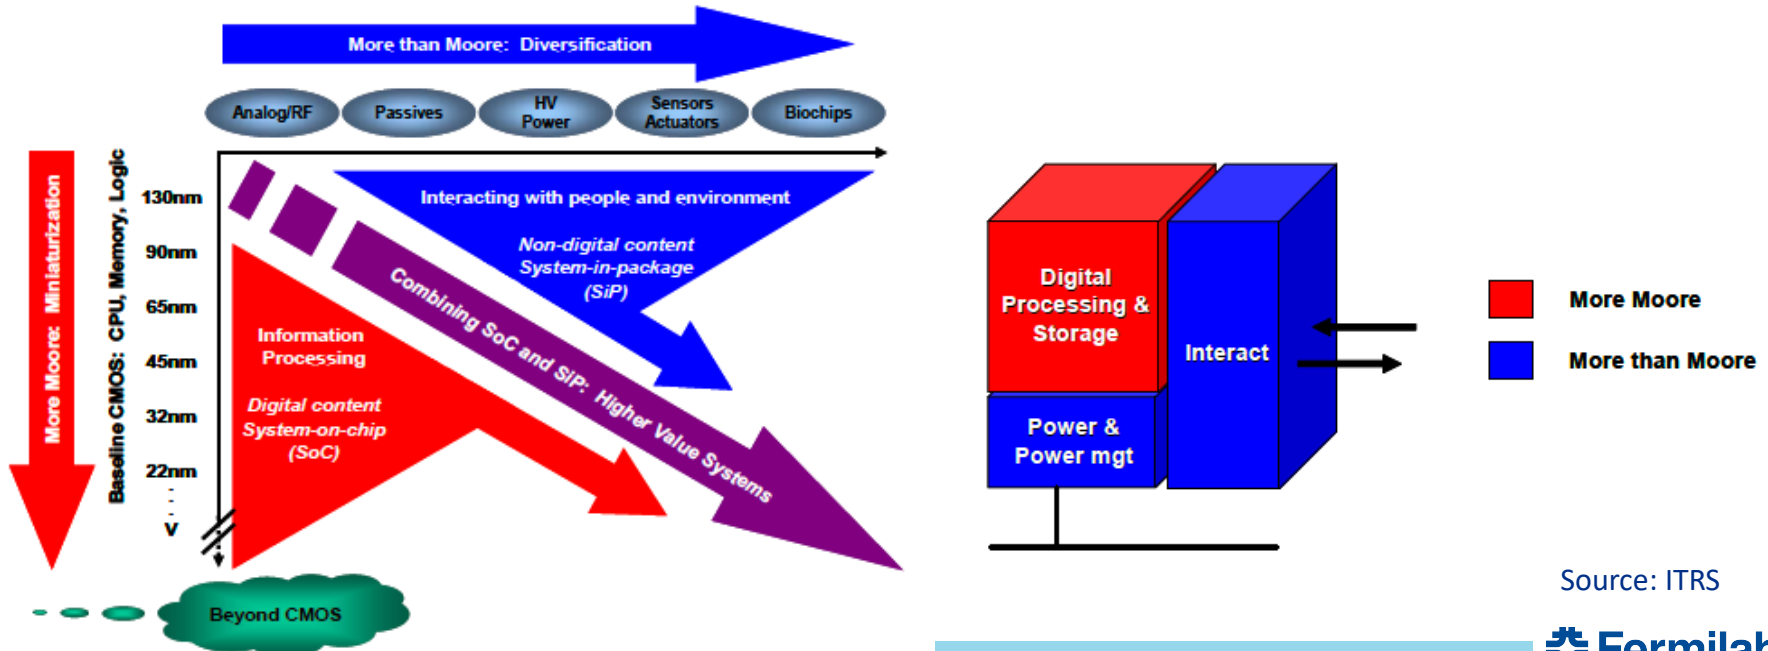 More than Moore: Diversification
Analog/RF
Passives
HV
Power
Sensors
Actuators
Biochips
More Moore: Miniaturization
Baseline CMOS: CPU, Memory, Logic
130nm
90nm
65nm
45nm
32nm
22nm
V
Interacting with people and environment
Non-digital content
System-in-package
(SiP)
Combining SoC and SiP: Higher Value Systems
Information
Processing
Digital content
System-on-chip
(SoC)
Beyond CMOS
Digital
Processing &
Storage
Power &
Power mgt
Interact
More Moore
More than Moore
Source: ITRS